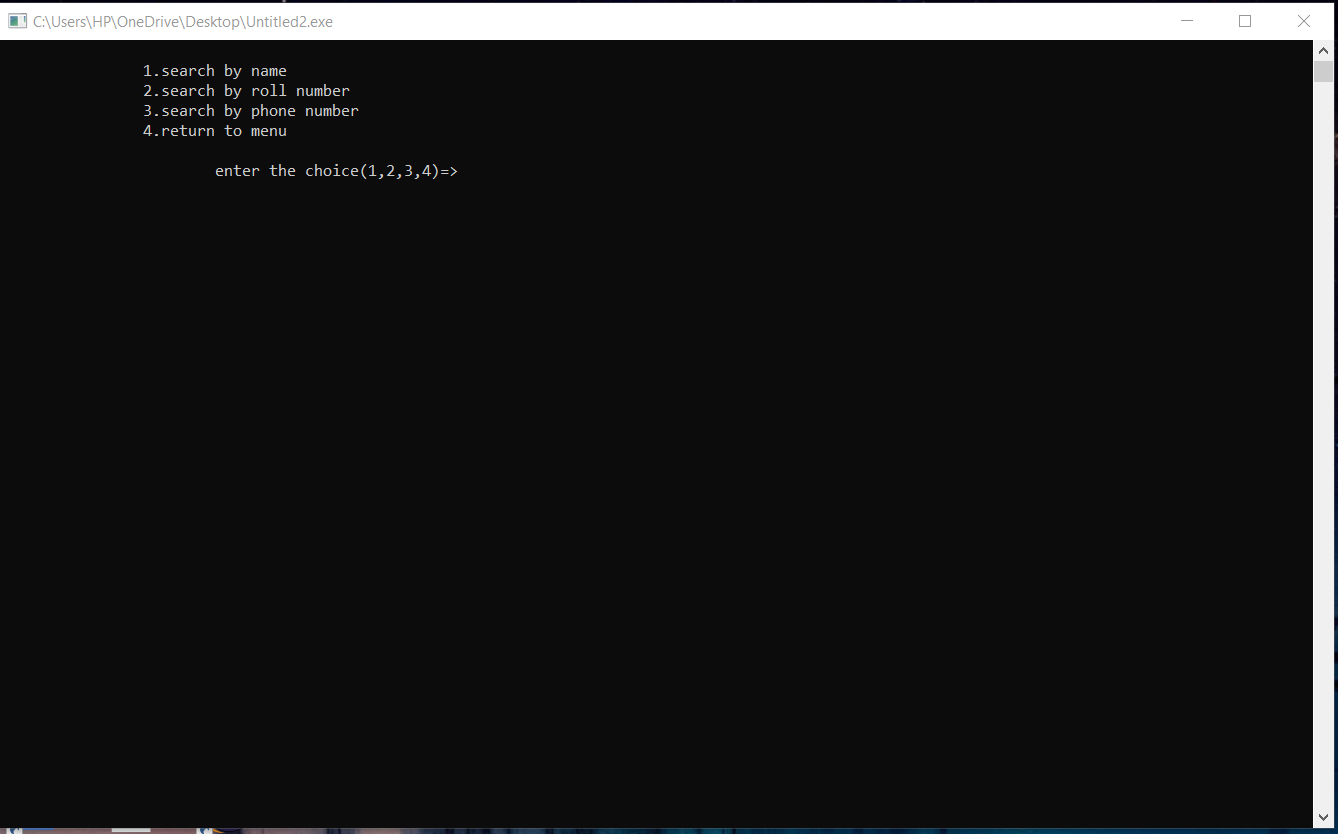 C:\Users\HP\OneDrive\Desktop\Untitled2.exe
1.search by name
2.search by roll number
3.search by phone number
4.return to menu
enter the choice(1,2,3,4)=>